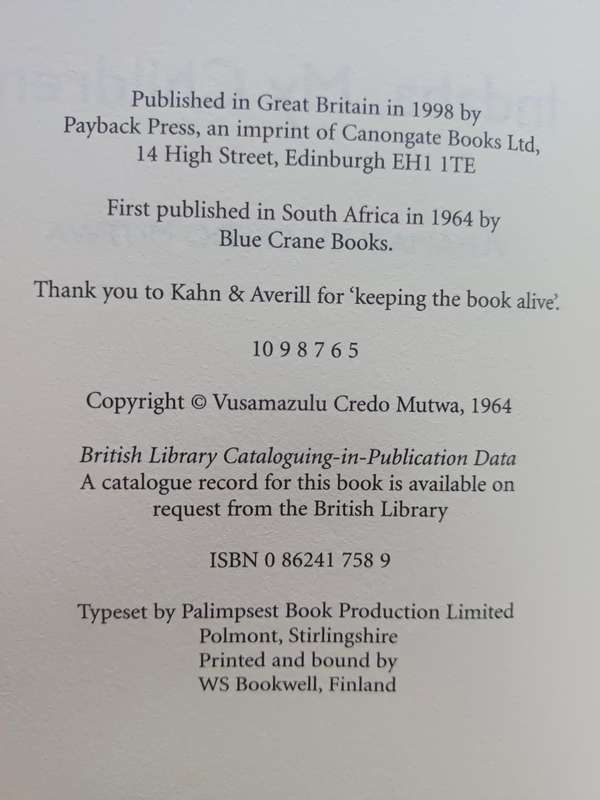 Published in Great Britain in 1998 by
Payback Press, an imprint of Canongate Books Ltd,
14 High Street, Edinburgh EH1 1TE
First published in South Africa in 1964 by
Blue Crane Books.
Thank you to Kahn & Averill for ‘keeping the book alive’.
10 9 8 7 6 5
Copyright © Vusamazulu Credo Mutwa, 1964
British Library Cataloguing-in-Publication Data
A catalogue record for this book is available on
request from the British Library
ISBN 0 86241 758 9
Typeset by Palimpsest Book Production Limited
Polmont, Stirlingshire
Printed and bound by
WS Bookwell, Finland